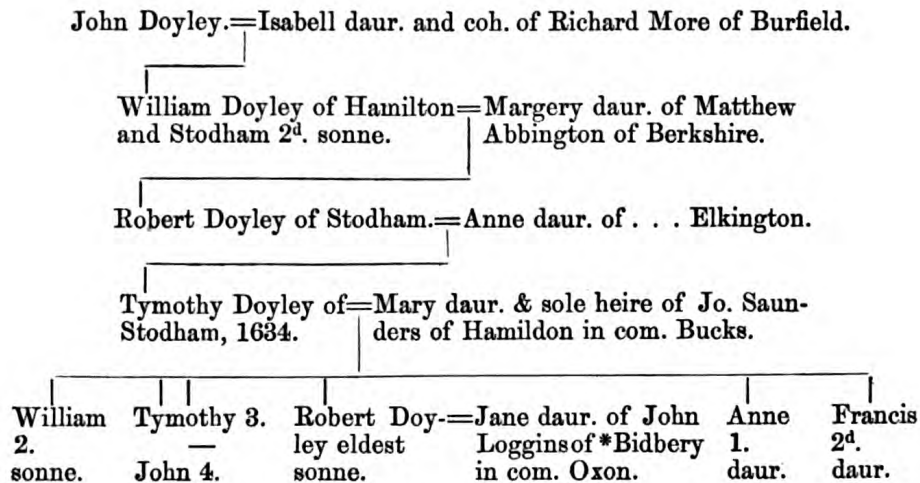 John Doyley.=Isabell daur. and coh. of Richard More of Burfield.
William Doyley of Hamilton=Margery daur. of Matthew
and Stodham 2d. sonne. Abbington of Berkshire.
Robert Doyley of Stodham.=Anne daur. of . . . Elkington.
Tymothy Doyley of=Mary daur. & sole heire of Jo. Saun-
Stodham, 1634. ders of Hamildon in com. Bucks.
William Tymothy 3. Robert Doy-=Jane daur. of John Anne Francis
2. — ley eldest Loggins of *Bidbery 1. 2d.
sonne. John 4. sonne. in com. Oxon. daur. daur.